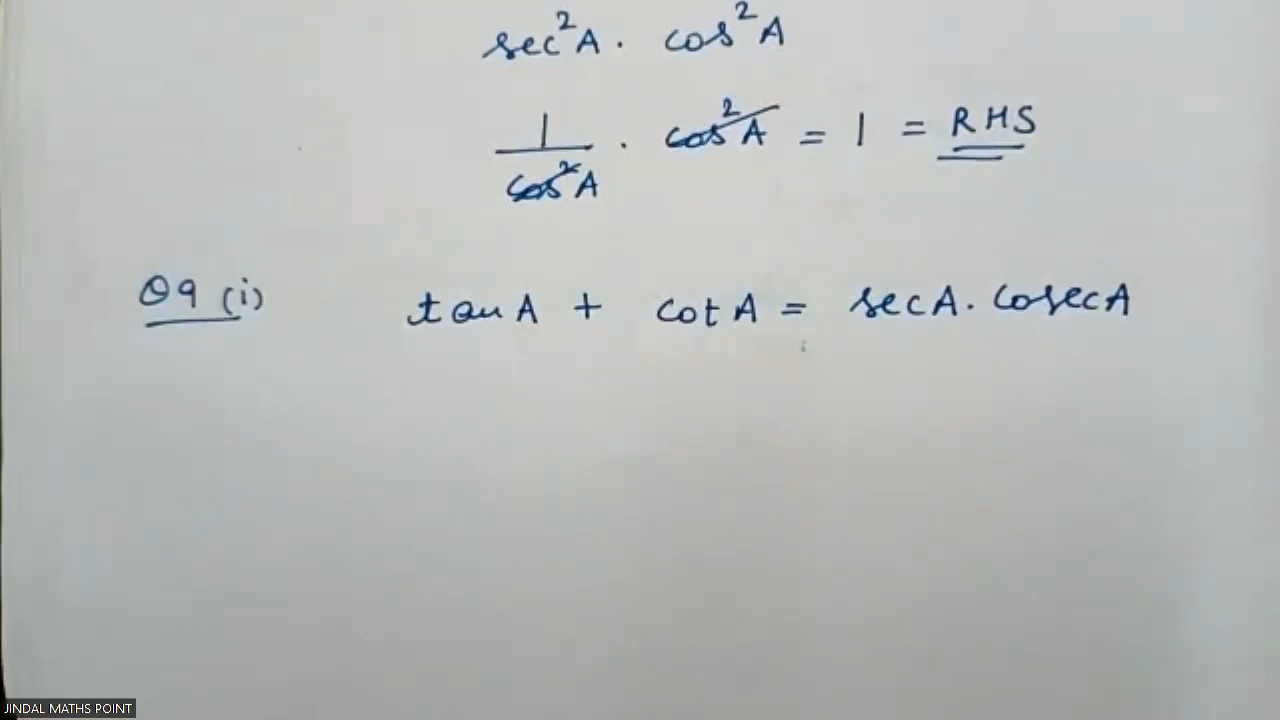 sec²A . cos²A
1/cos²A . cos²A = 1 = RHS
Q9 (i) tanA + cotA = secA. cosecA
JINDAL MATHS POINT